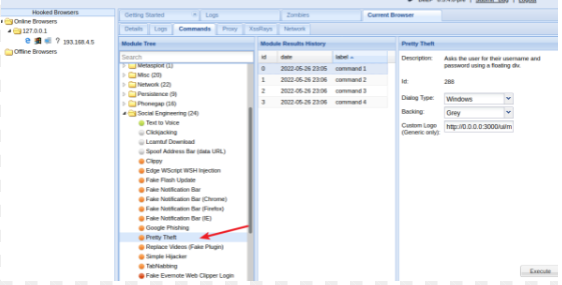 Hooked Browsers
Getting Started
Logs
Zombies
Current Browser
Online Browsers
127.0.0.1
? 193.168.4.5
Offline Browsers
Details
Logs
Commands
Proxy
XssRays
Network
Module Tree
Module Results History
Pretty Theft
Search
Metasploit (1)
Misc (20)
Network (22)
Persistence (9)
Phonegap (16)
Social Engineering (24)
Text to Voice
Clickjacking
Lcamtuf Download
Spoof Address Bar (data URL)
Clippy
Edge WScript WSH Injection
Fake Flash Update
Fake Notification Bar
Fake Notification Bar (Chrome)
Fake Notification Bar (Firefox)
Fake Notification Bar (IE)
Google Phishing
Pretty Theft
Replace Videos (Fake Plugin)
Simple Hijacker
TabNabbing
Fake Evernote Web Clipper Login
id date label
0 2022-05-26 23:05 command 1
1 2022-05-26 23:06 command 2
2 2022-05-26 23:06 command 3
3 2022-05-26 23:06 command 4
Description: Asks the user for their username and
password using a floating div.
Id: 288
Dialog Type: Windows
Backing: Grey
Custom Logo
(Generic only): http://0.0.0.0:3000/ui/m
Execute